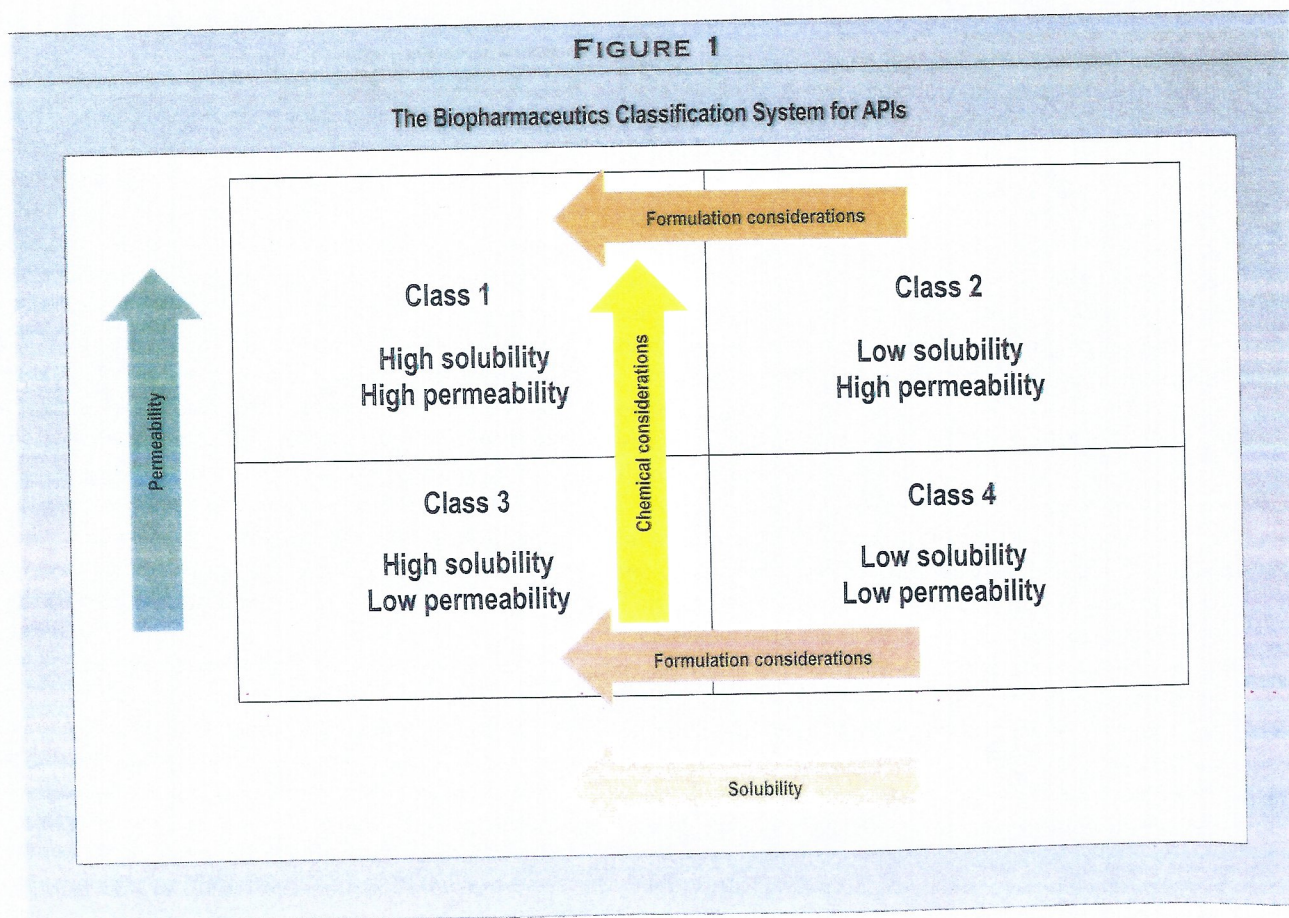 FIGURE 1
The Biopharmaceutics Classification System for APIs
Formulation considerations
Class 1
High solubility
High permeability
Class 2
Low solubility
High permeability
Permeability
Chemical considerations
Class 3
High solubility
Low permeability
Class 4
Low solubility
Low permeability
Formulation considerations
Solubility